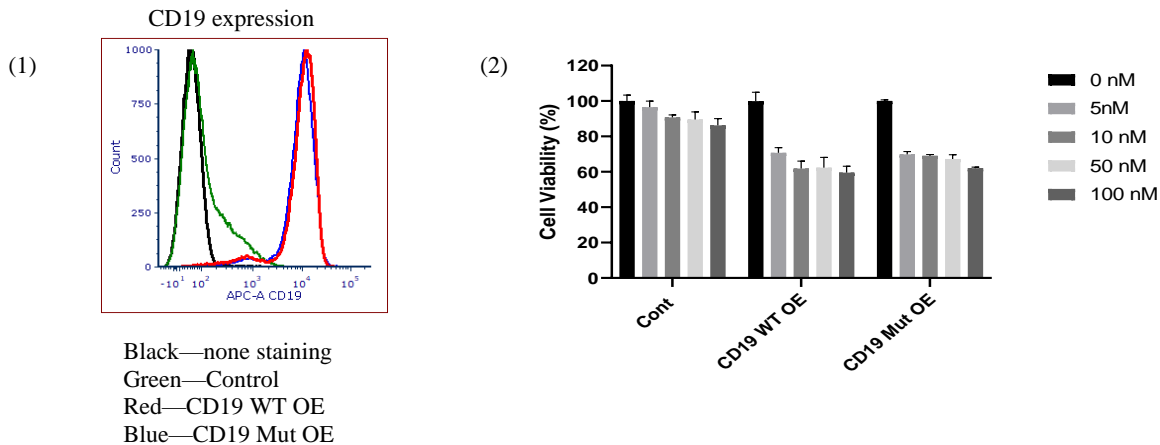 CD19 expression
(1)
1000
750
500
250
0
Count
-10¹ 10² 10³ 10⁴ 10⁵
APC-A CD19
Black—none staining
Green—Control
Red—CD19 WT OE
Blue—CD19 Mut OE
(2)
120
100
80
60
40
20
0
Cell Viability (%)
Cont
CD19 WT OE
CD19 Mut OE
0 nM
5nM
10 nM
50 nM
100 nM